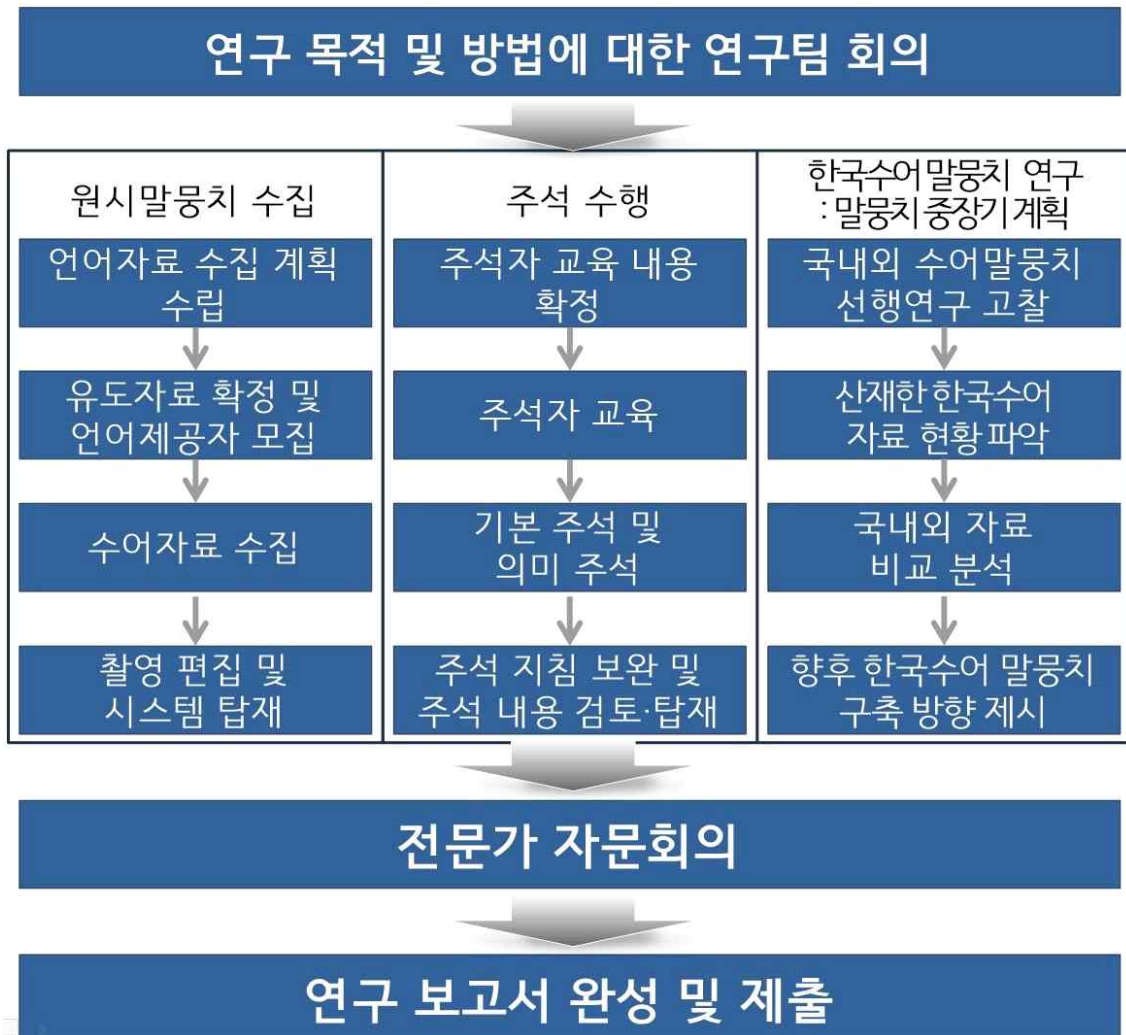 연구 목적 및 방법에 대한 연구팀 회의
원시말뭉치 수집
언어자료 수집 계획
수립
유도자료 확정 및
언어제공자 모집
수어자료 수집
촬영 편집 및
시스템 탑재
주석 수행
주석자 교육 내용
확정
주석자 교육
기본 주석 및
의미 주석
주석 지침 보완 및
주석 내용 검토·탑재
한국수어 말뭉치 연구
: 말뭉치 중장기 계획
국내외 수어말뭉치
선행연구 고찰
산재한 한국수어
자료 현황 파악
국내외 자료
비교 분석
향후 한국수어 말뭉치
구축 방향 제시
전문가 자문회의
연구 보고서 완성 및 제출